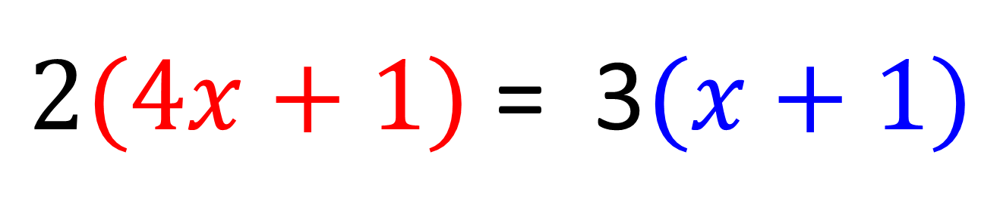 2(4x + 1) = 3(x + 1)